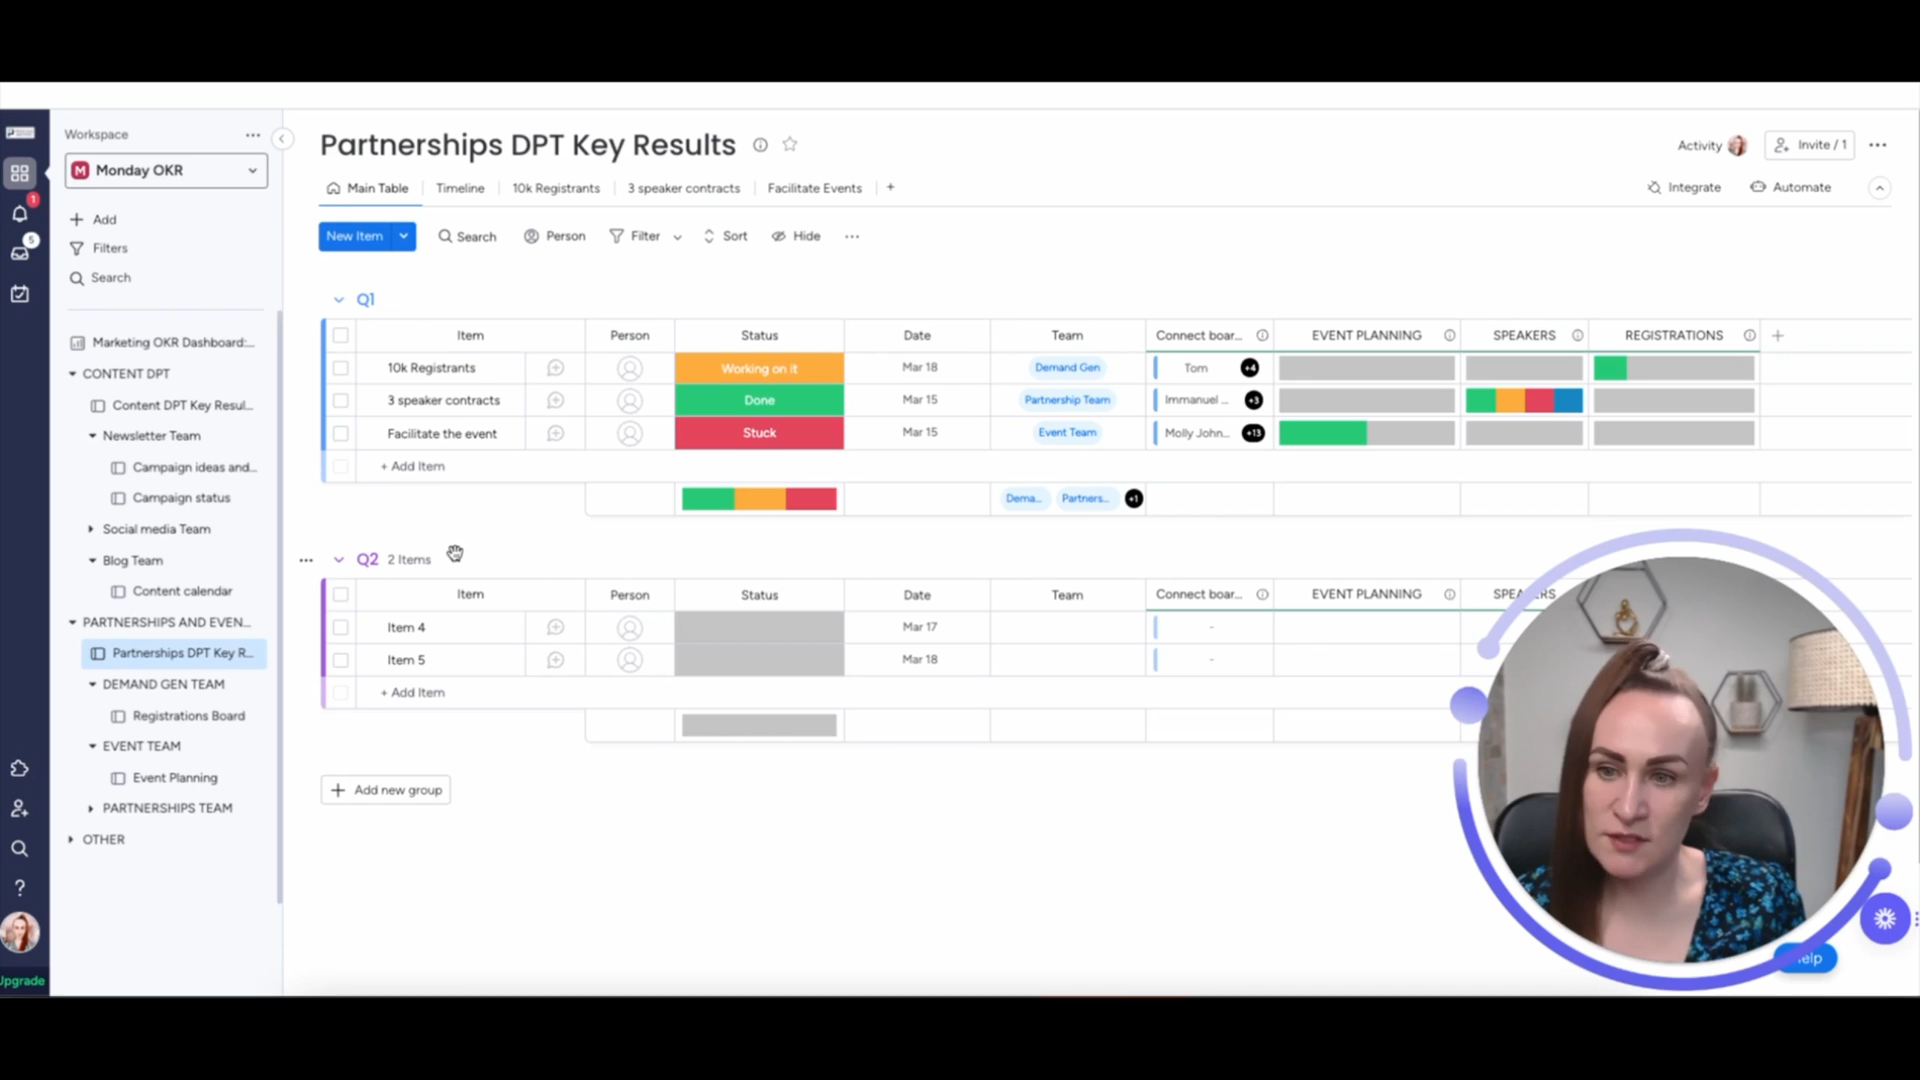 Workspace
M Monday OKR
Add
Filters
Search
Marketing OKR Dashboard:...
CONTENT DPT
Content DPT Key Resul...
Newsletter Team
Campaign ideas and...
Campaign status
Social media Team
Blog Team
Content calendar
PARTNERSHIPS AND EVEN...
Partnerships DPT Key R...
DEMAND GEN TEAM
Registrations Board
EVENT TEAM
Event Planning
PARTNERSHIPS TEAM
OTHER
1
5
?
Upgrade
Partnerships DPT Key Results
Activity
Invite / 1
Main Table
Timeline
10k Registrants
3 speaker contracts
Facilitate Events
+
Integrate
Automate
New Item
Search
Person
Filter
Sort
Hide
Q1
Item Person Status Date Team Connect boar... EVENT PLANNING SPEAKERS REGISTRATIONS +
10k Registrants Working on it Mar 18 Demand Gen Tom +4
3 speaker contracts Done Mar 15 Partnership Team Immanuel ... +3
Facilitate the event Stuck Mar 15 Event Team Molly John... +13
+ Add Item
Dema... Partners... +1
Q2 2 Items
Item Person Status Date Team Connect boar... EVENT PLANNING SPEAKERS
Item 4 Mar 17 -
Item 5 Mar 18 -
+ Add Item
+ Add new group